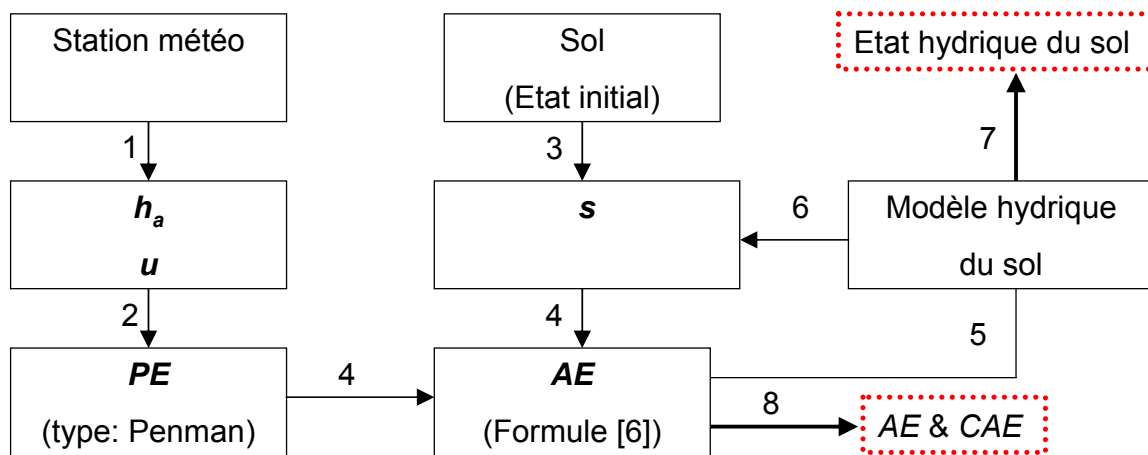 Station météo
Sol
(Etat initial)
Etat hydrique du sol
1
3
7
h_a
u
s
6
Modèle hydrique
du sol
2
4
5
PE
(type: Penman)
4
AE
(Formule [6])
8
AE & CAE